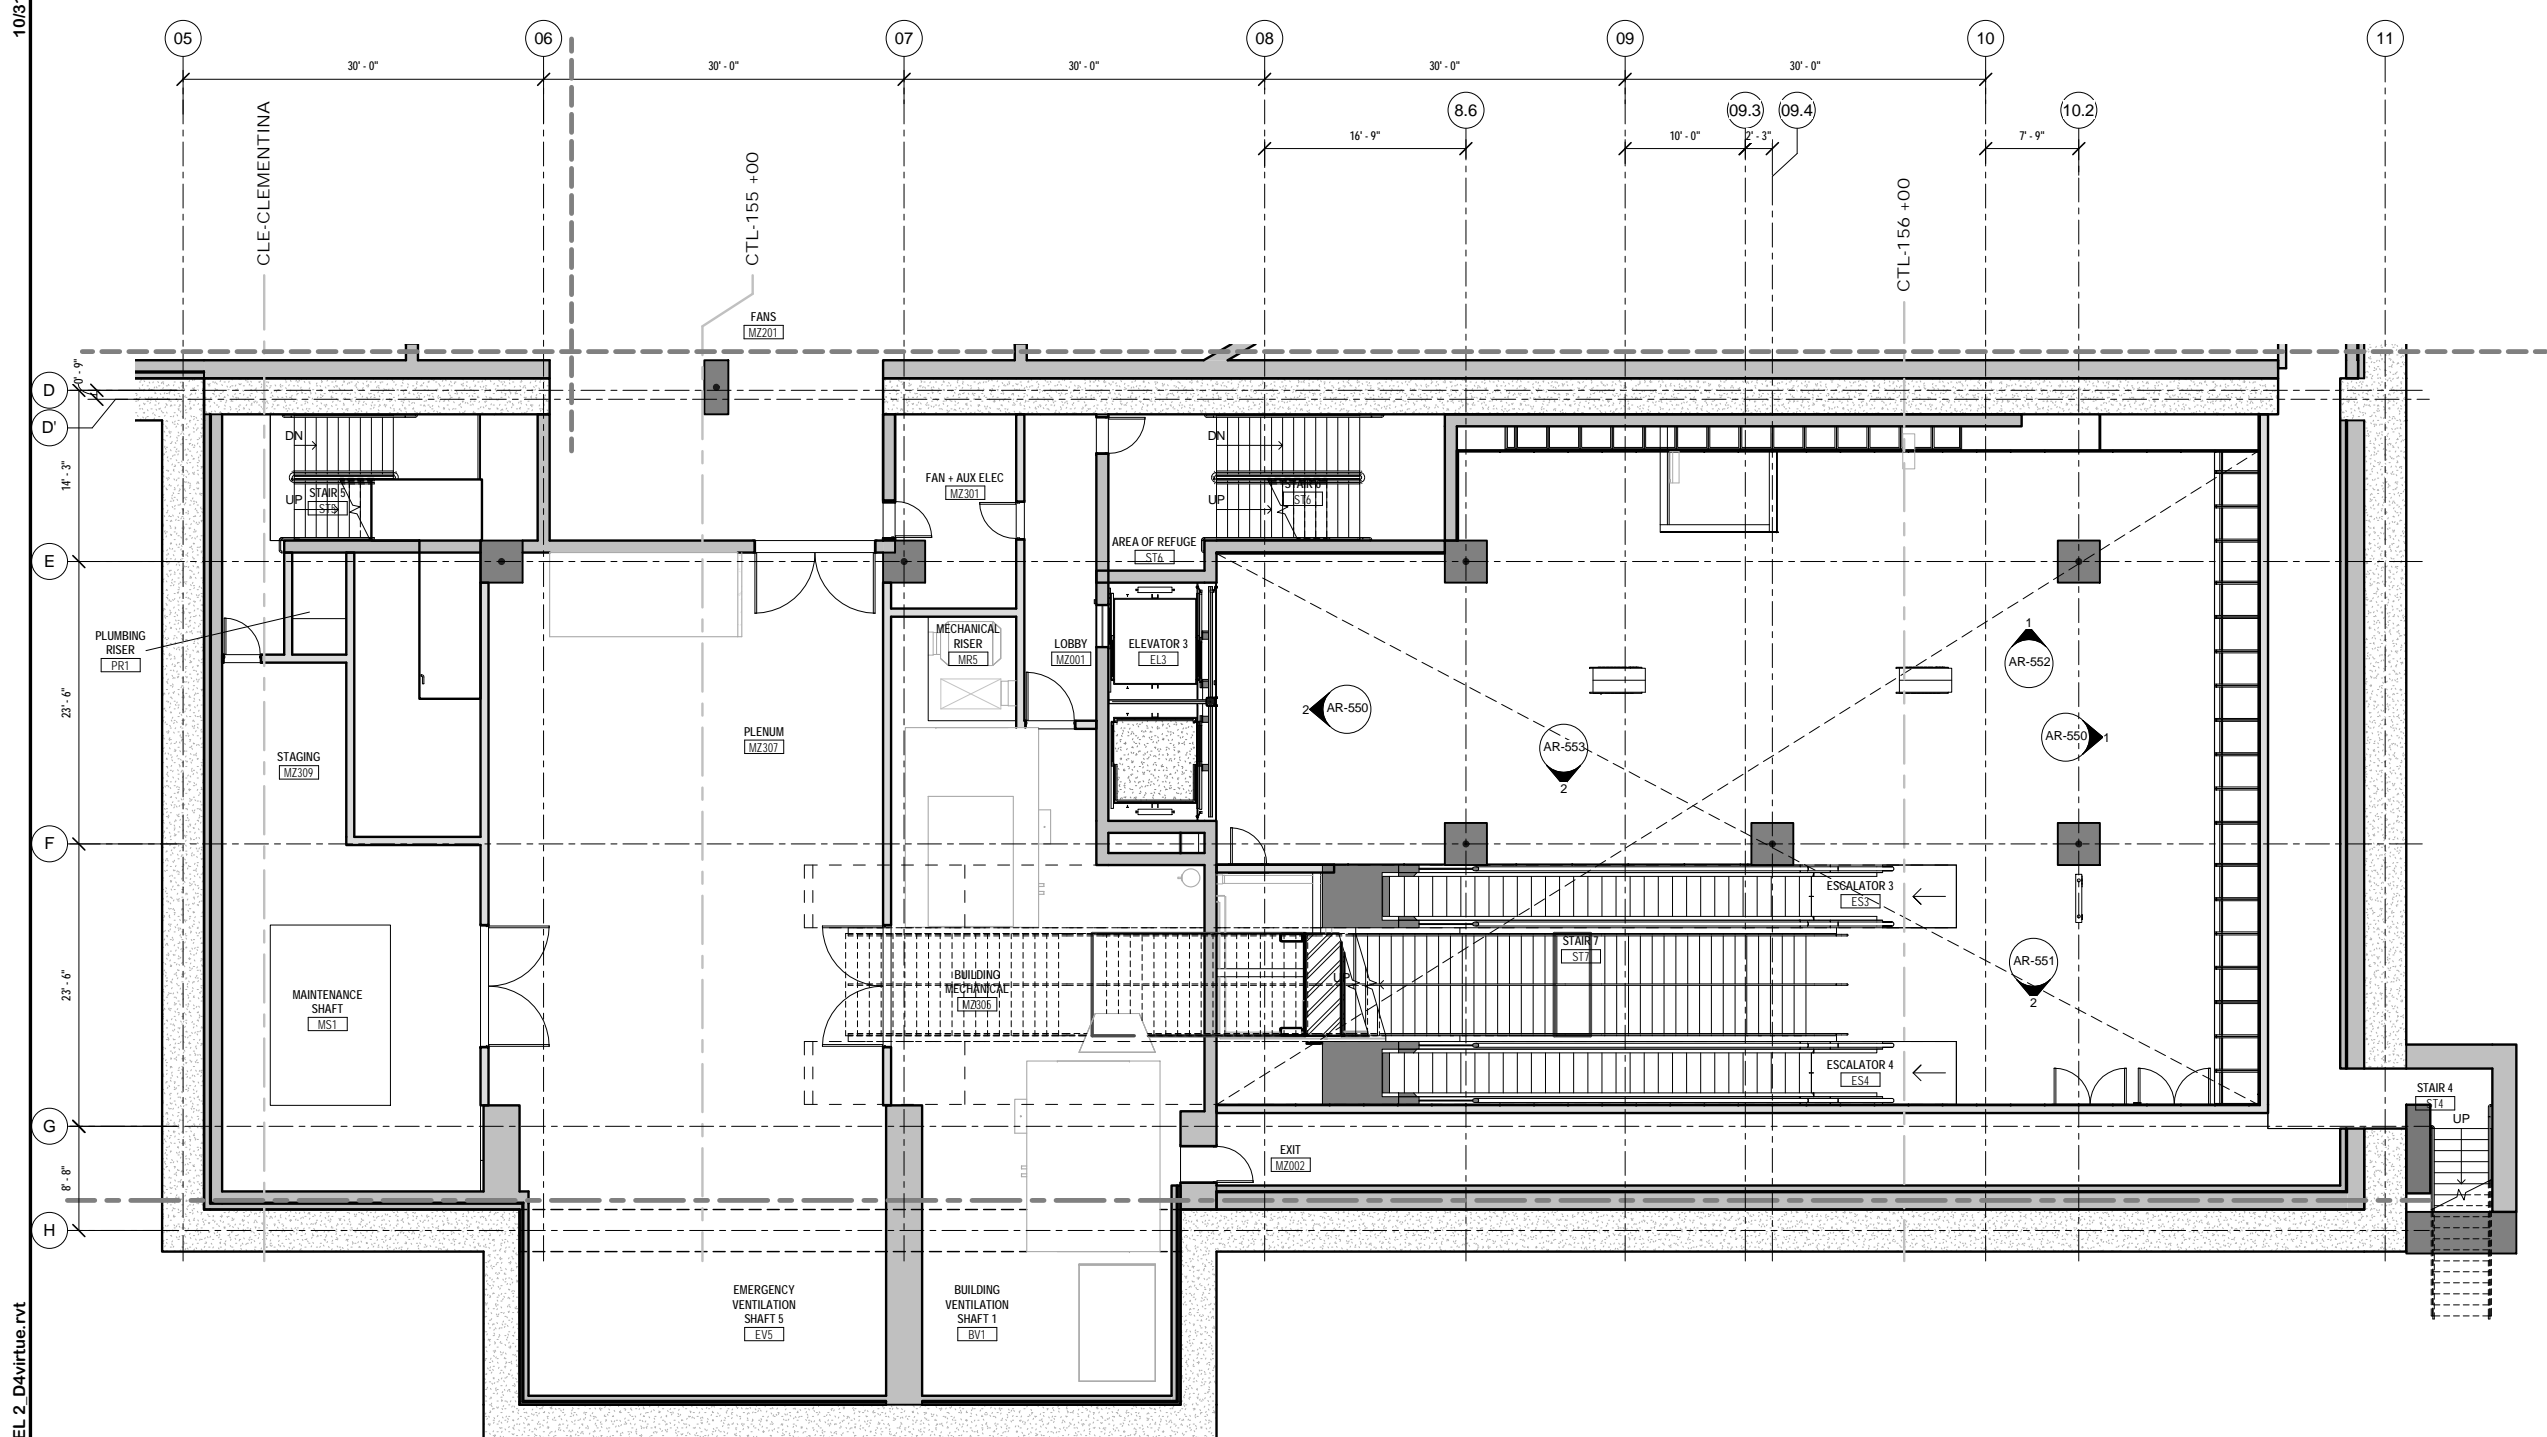 10/31
05
06
07
08
09
10
11
30' - 0"
30' - 0"
30' - 0"
30' - 0"
30' - 0"
8.6
09.3
09.4
10.2
16' - 9"
10' - 0"
2' - 3"
7' - 9"
CLE-CLEMENTINA
CTL-155 +00
CTL-156 +00
FANS
MZ201
D
D'
E
F
G
H
0' - 9"
14' - 3"
23' - 6"
23' - 6"
8' - 8"
DN
UP
STAIR 5
ST5
FAN + AUX ELEC
MZ301
DN
UP
ST6
AREA OF REFUGE
ST6
PLUMBING
RISER
PR1
MECHANICAL
RISER
MR5
LOBBY
MZ001
ELEVATOR 3
EL3
1
AR-552
2
AR-550
AR-550
1
AR-553
2
STAGING
MZ309
PLENUM
MZ307
ESCALATOR 3
ES3
STAIR 7
ST7
UP
AR-551
2
BUILDING
MECHANICAL
MZ305
MAINTENANCE
SHAFT
MS1
ESCALATOR 4
ES4
STAIR 4
ST4
UP
EXIT
MZ002
EMERGENCY
VENTILATION
SHAFT 5
EV5
BUILDING
VENTILATION
SHAFT 1
BV1
EL 2_D4virtue.rvt